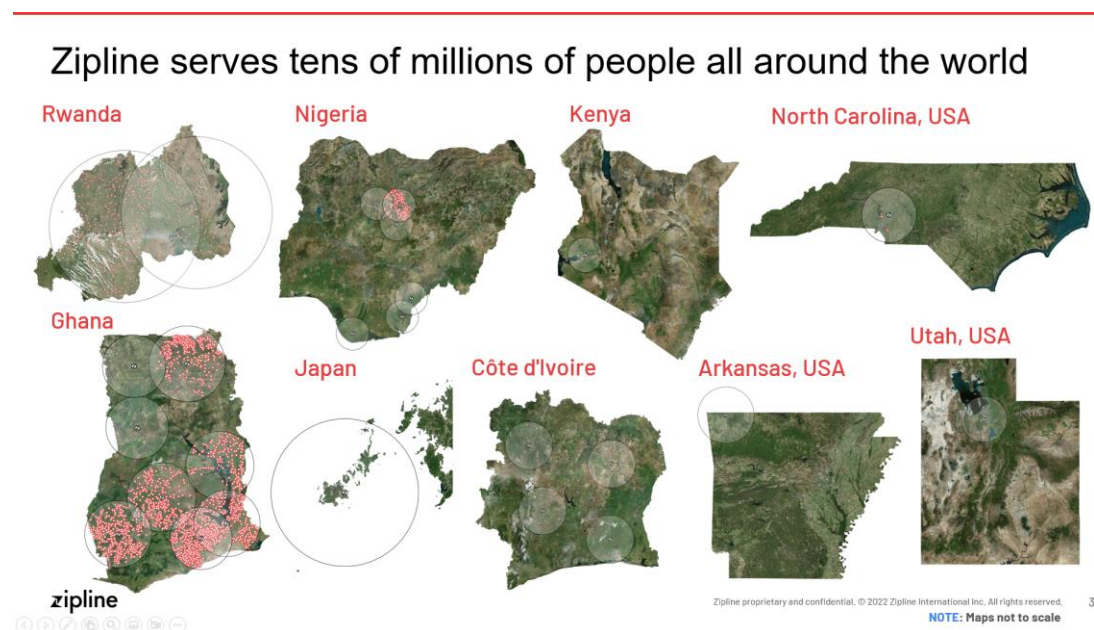 Zipline serves tens of millions of people all around the world
Rwanda
Nigeria
Kenya
North Carolina, USA
Ghana
Japan
Côte d'Ivoire
Arkansas, USA
Utah, USA
zipline
Zipline proprietary and confidential. © 2022 Zipline International Inc. All rights reserved.
3
NOTE: Maps not to scale